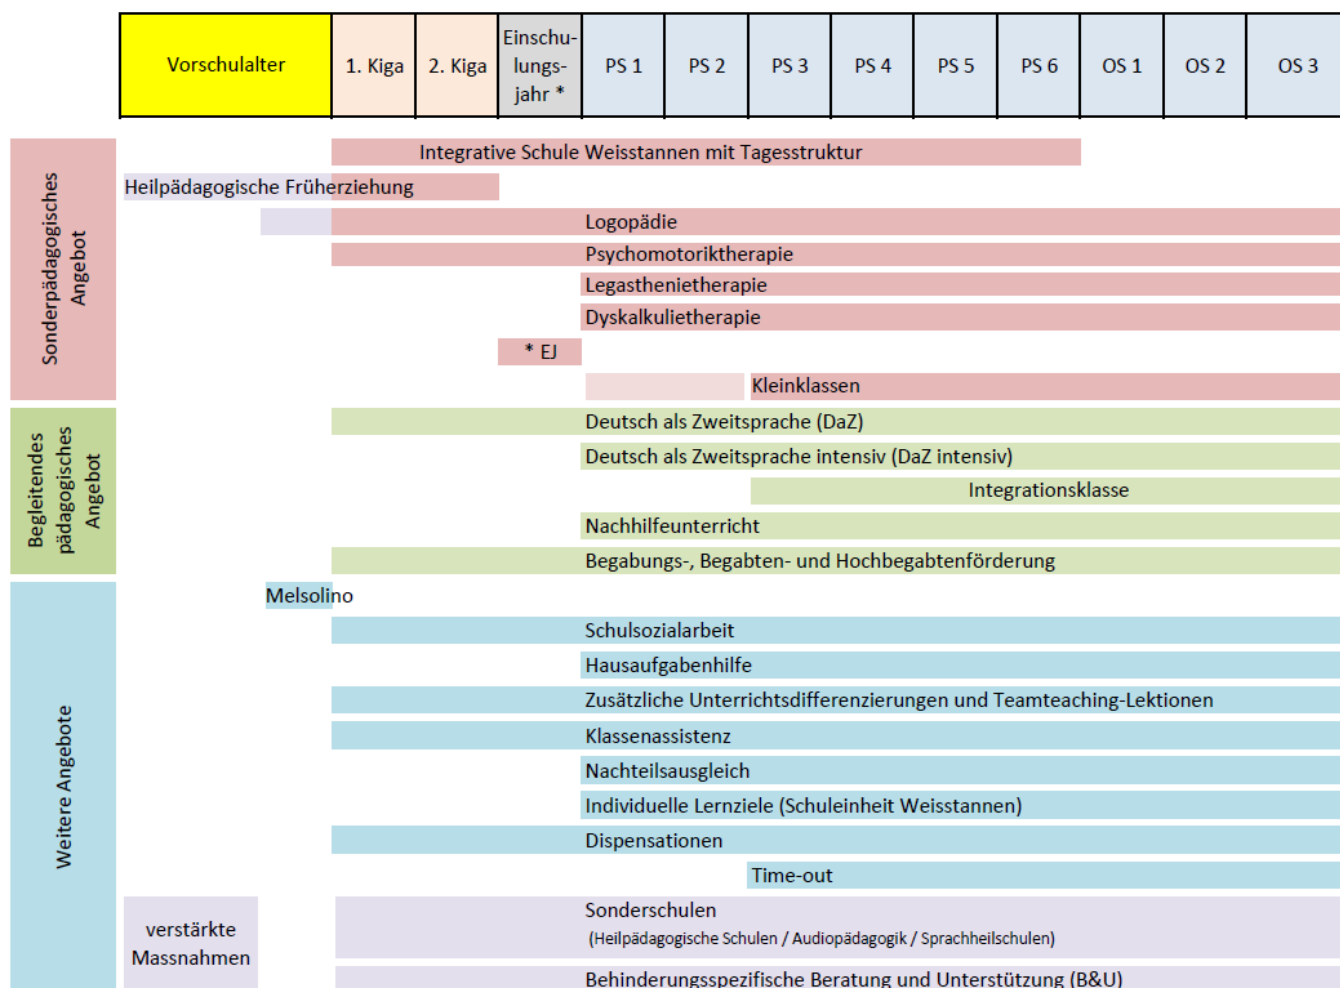 Vorschulalter
1. Kiga
2. Kiga
Einschu-
lungs-
jahr *
PS 1
PS 2
PS 3
PS 4
PS 5
PS 6
OS 1
OS 2
OS 3
Sonderpädagogisches
Angebot
Integrative Schule Weisstannen mit Tagesstruktur
Heilpädagogische Früherziehung
Logopädie
Psychomotoriktherapie
Legasthenietherapie
Dyskalkulietherapie
* EJ
Kleinklassen
Begleitendes
pädagogisches
Angebot
Deutsch als Zweitsprache (DaZ)
Deutsch als Zweitsprache intensiv (DaZ intensiv)
Integrationsklasse
Nachhilfeunterricht
Begabungs-, Begabten- und Hochbegabtenförderung
Weitere Angebote
Melsolino
Schulsozialarbeit
Hausaufgabenhilfe
Zusätzliche Unterrichtsdifferenzierungen und Teamteaching-Lektionen
Klassenassistenz
Nachteilsausgleich
Individuelle Lernziele (Schuleinheit Weisstannen)
Dispensationen
Time-out
verstärkte
Massnahmen
Sonderschulen
(Heilpädagogische Schulen / Audiopädagogik / Sprachheilschulen)
Behinderungsspezifische Beratung und Unterstützung (B&U)